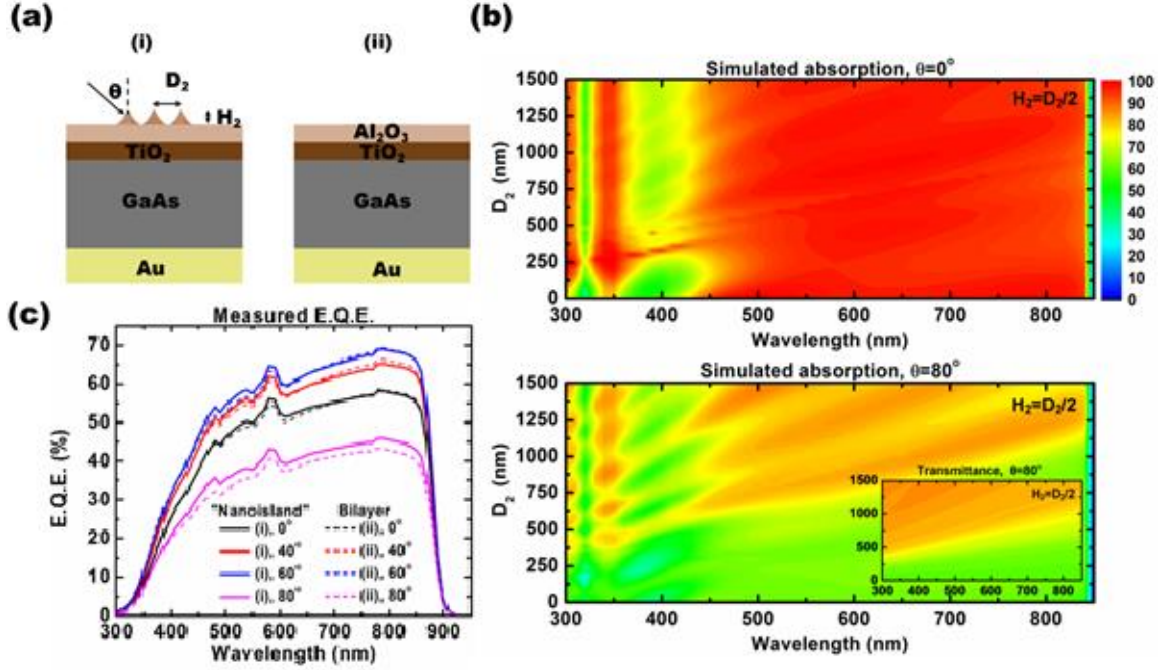 (a)
(i)
(ii)
θ
D2
H2
Al2O3
TiO2
TiO2
GaAs
GaAs
Au
Au
(b)
Simulated absorption, θ=0°
H2=D2/2
D2 (nm)
1500
1250
1000
750
500
250
0
300 400 500 600 700 800
Wavelength (nm)
100
90
80
70
60
50
40
30
20
10
0
Simulated absorption, θ=80°
H2=D2/2
D2 (nm)
1500
1250
1000
750
500
250
0
300 400 500 600 700 800
Wavelength (nm)
Transmittance, θ=80°
H2=D2/2
1500
1000
500
0
300 400 500 600 700 800
(c)
Measured E.Q.E.
E.Q.E. (%)
70
60
50
40
30
20
10
0
300 400 500 600 700 800 900
Wavelength (nm)
"Nanoisland" Bilayer
(i), 0° (ii), 0°
(i), 40° (ii), 40°
(i), 60° (ii), 60°
(i), 80° (ii), 80°